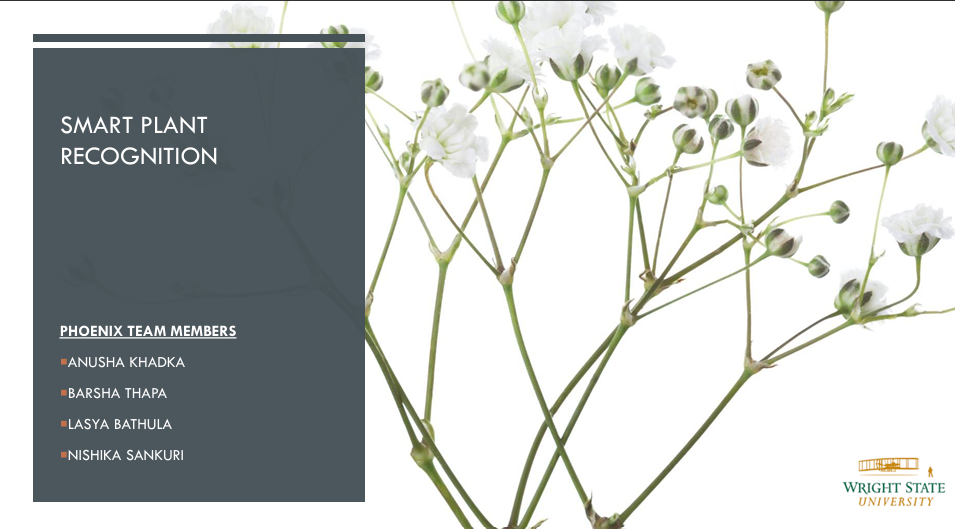 SMART PLANT
RECOGNITION
PHOENIX TEAM MEMBERS
ANUSHA KHADKA
BARSHA THAPA
LASYA BATHULA
NISHIKA SANKURI
WRIGHT STATE
UNIVERSITY